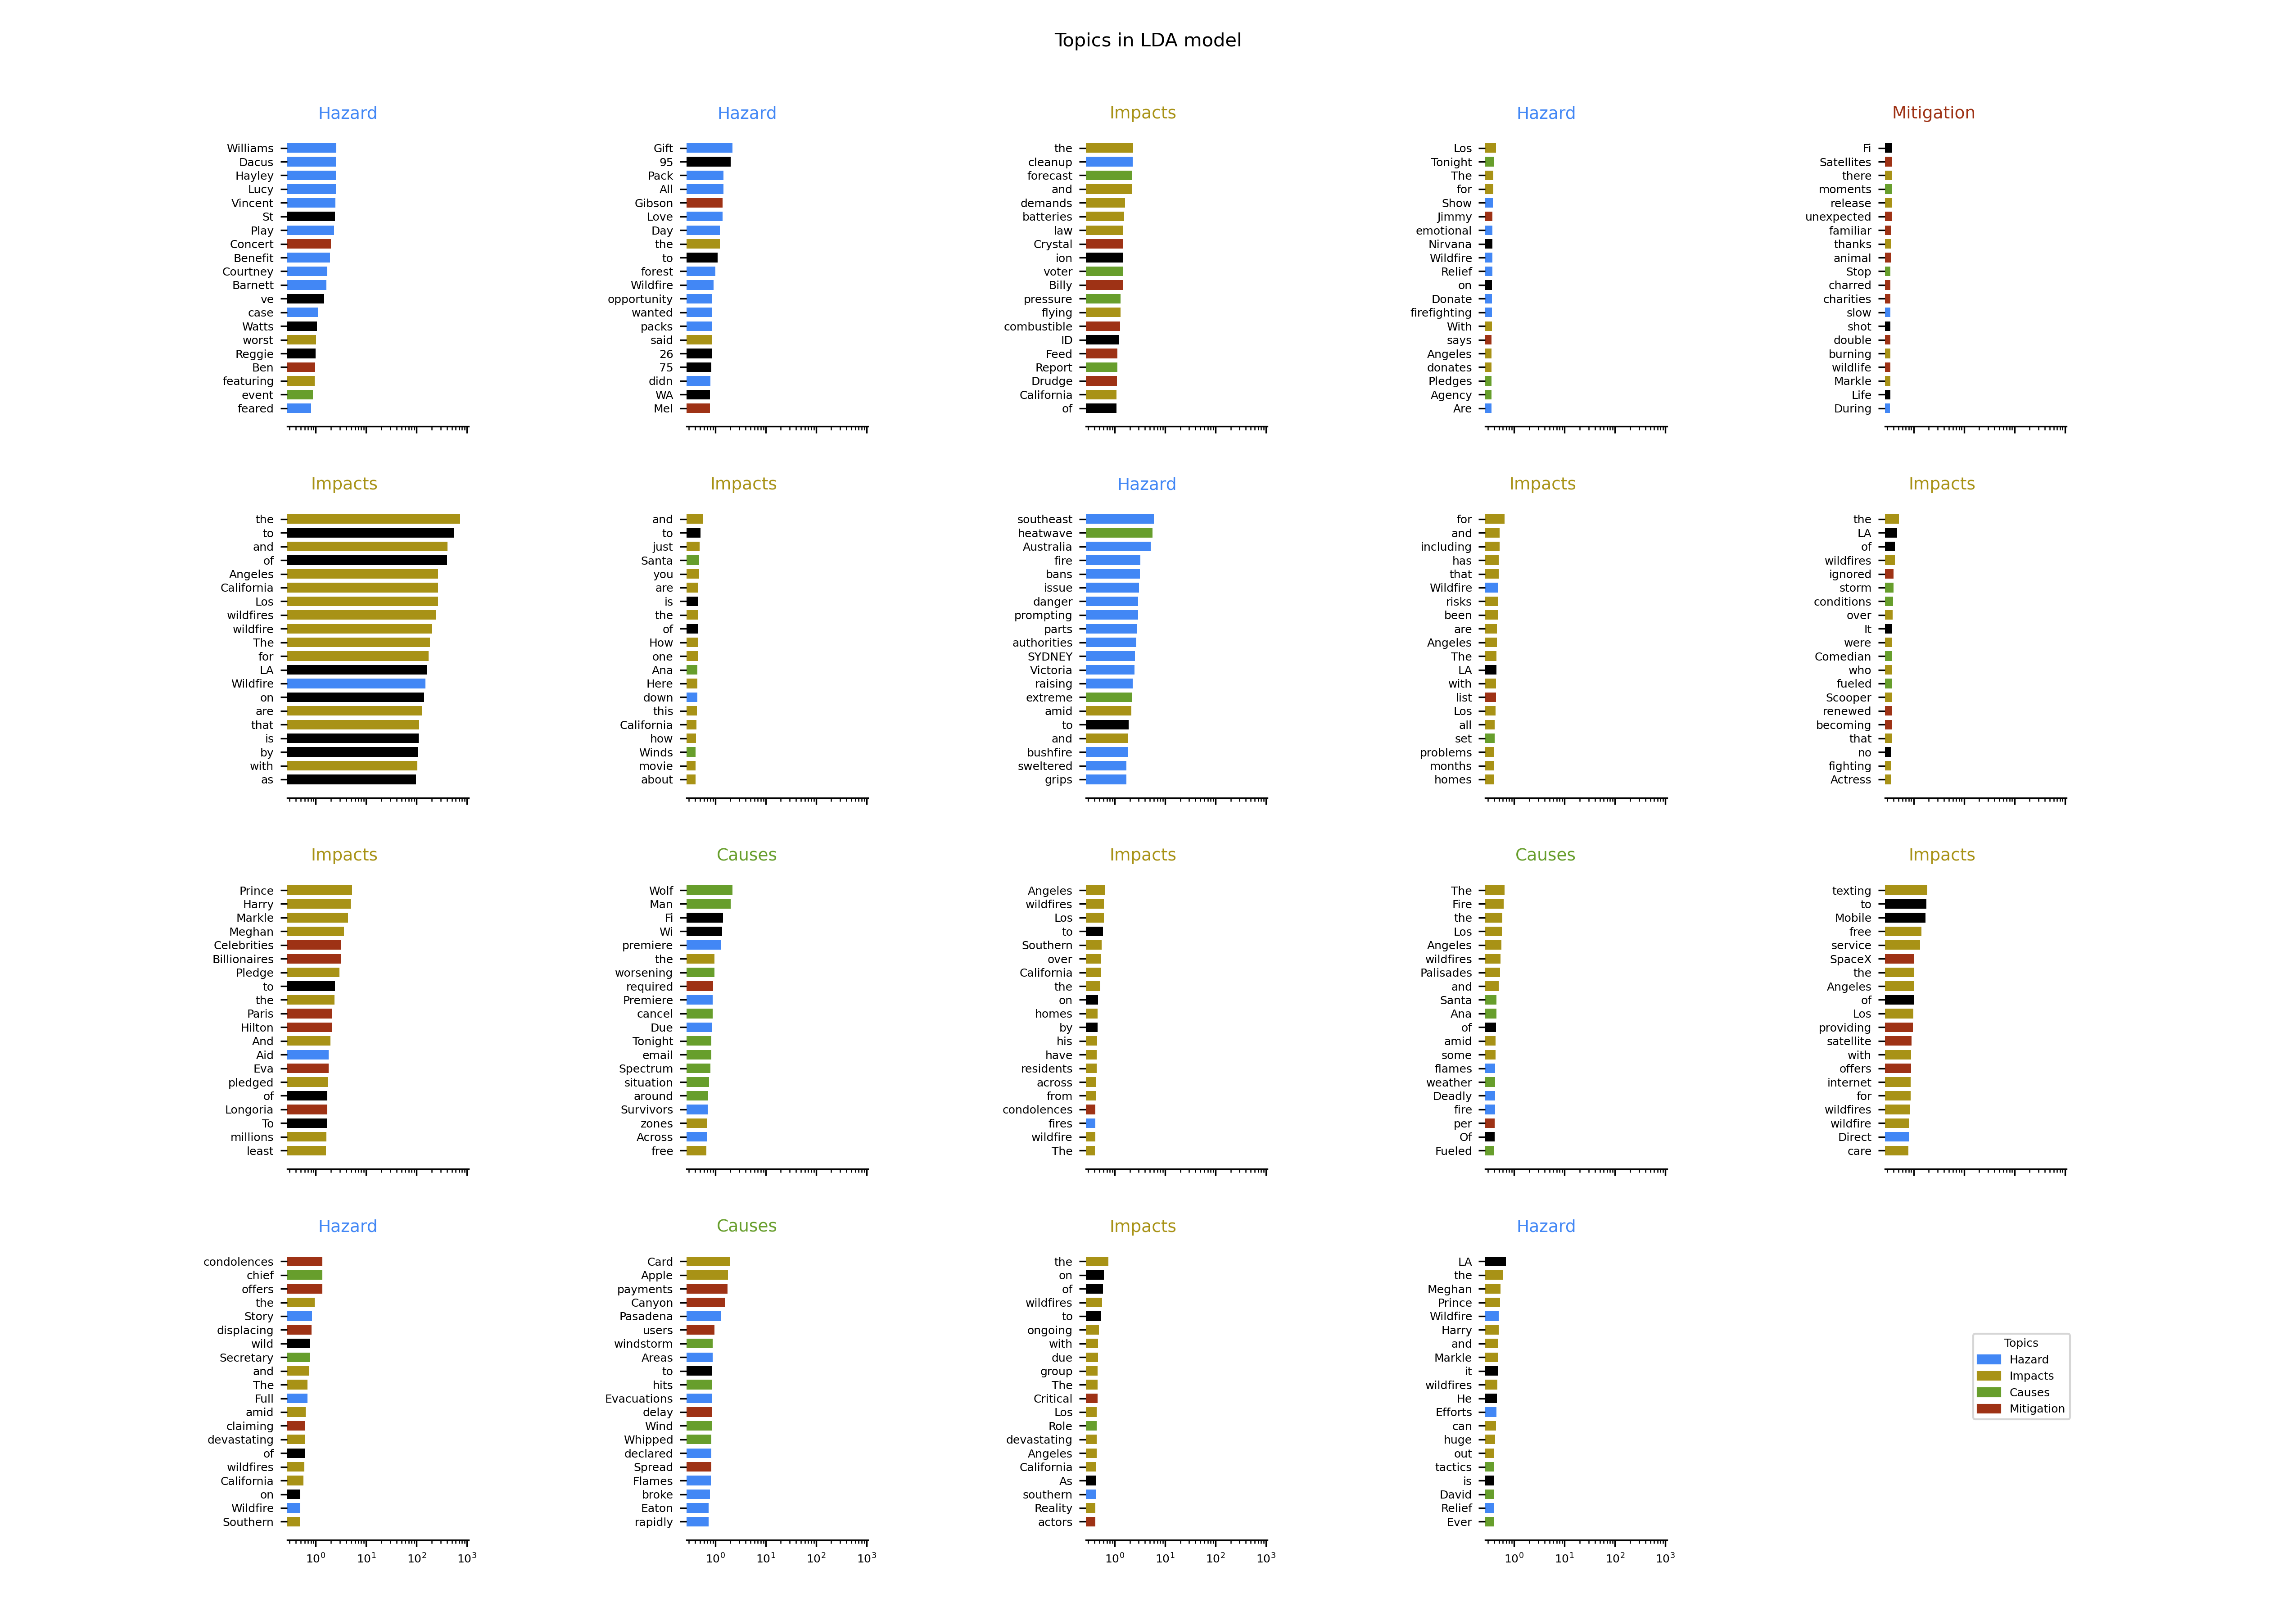 Topics in LDA model
Hazard
Williams
Dacus
Hayley
Lucy
Vincent
St
Play
Concert
Benefit
Courtney
Barnett
ve
case
Watts
worst
Reggie
Ben
featuring
event
feared
Hazard
Gift
95
Pack
All
Gibson
Love
Day
the
to
forest
Wildfire
opportunity
wanted
packs
said
26
75
didn
WA
Mel
Impacts
the
cleanup
forecast
and
demands
batteries
law
Crystal
ion
voter
Billy
pressure
flying
combustible
ID
Feed
Report
Drudge
California
of
Hazard
Los
Tonight
The
for
Show
Jimmy
emotional
Nirvana
Wildfire
Relief
on
Donate
firefighting
With
says
Angeles
donates
Pledges
Agency
Are
Mitigation
Fi
Satellites
there
moments
release
unexpected
familiar
thanks
animal
Stop
charred
charities
slow
shot
double
burning
wildlife
Markle
Life
During
Impacts
the
to
and
of
Angeles
California
Los
wildfires
wildfire
The
for
LA
Wildfire
on
are
that
is
by
with
as
Impacts
and
to
just
Santa
you
are
is
the
of
How
one
Ana
Here
down
this
California
how
Winds
movie
about
Hazard
southeast
heatwave
Australia
fire
bans
issue
danger
prompting
parts
authorities
SYDNEY
Victoria
raising
extreme
amid
to
and
bushfire
sweltered
grips
Impacts
for
and
including
has
that
Wildfire
risks
been
are
Angeles
The
LA
with
list
Los
all
set
problems
months
homes
Impacts
the
LA
of
wildfires
ignored
storm
conditions
over
It
were
Comedian
who
fueled
Scooper
renewed
becoming
that
no
fighting
Actress
Impacts
Prince
Harry
Markle
Meghan
Celebrities
Billionaires
Pledge
to
the
Paris
Hilton
And
Aid
Eva
pledged
of
Longoria
To
millions
least
Causes
Wolf
Man
Fi
Wi
premiere
the
worsening
required
Premiere
cancel
Due
Tonight
email
Spectrum
situation
around
Survivors
zones
Across
free
Impacts
Angeles
wildfires
Los
to
Southern
over
California
the
on
homes
by
his
have
residents
across
from
condolences
fires
wildfire
The
Causes
The
Fire
the
Los
Angeles
wildfires
Palisades
and
Santa
Ana
of
amid
some
flames
weather
Deadly
fire
per
Of
Fueled
Impacts
texting
to
Mobile
free
service
SpaceX
the
Angeles
of
Los
providing
satellite
with
offers
internet
for
wildfires
wildfire
Direct
care
Hazard
condolences
chief
offers
the
Story
displacing
wild
Secretary
and
The
Full
amid
claiming
devastating
of
wildfires
California
on
Wildfire
Southern
10⁰ 10¹ 10² 10³
Causes
Card
Apple
payments
Canyon
Pasadena
users
windstorm
Areas
to
hits
Evacuations
delay
Wind
Whipped
declared
Spread
Flames
broke
Eaton
rapidly
10⁰ 10¹ 10² 10³
Impacts
the
on
of
wildfires
to
ongoing
with
due
group
The
Critical
Los
Role
devastating
Angeles
California
As
southern
Reality
actors
10⁰ 10¹ 10² 10³
Hazard
LA
the
Meghan
Prince
Wildfire
Harry
and
Markle
it
wildfires
He
Efforts
can
huge
out
tactics
is
David
Relief
Ever
10⁰ 10¹ 10² 10³
Topics
Hazard
Impacts
Causes
Mitigation